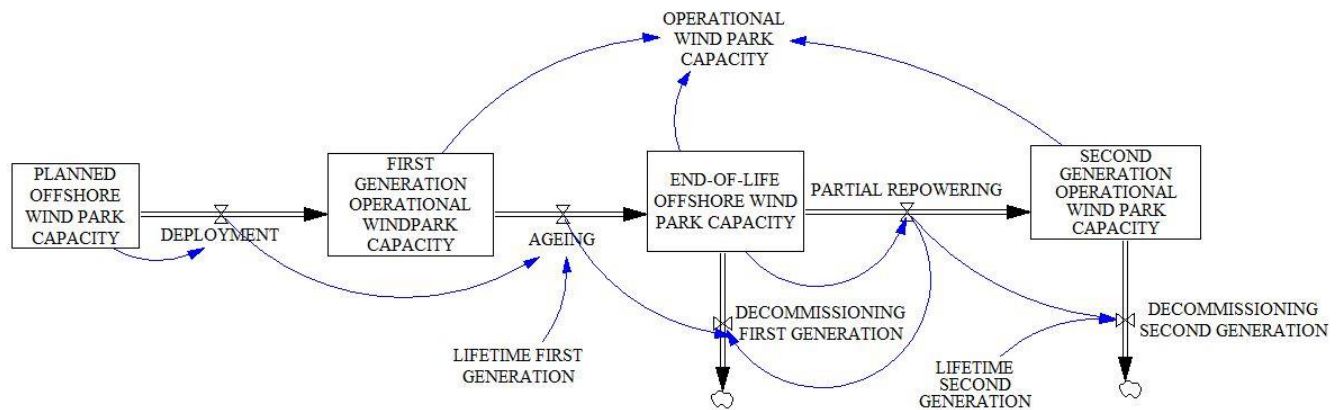 OPERATIONAL
WIND PARK
CAPACITY
PLANNED
OFFSHORE
WIND PARK
CAPACITY
DEPLOYMENT
FIRST
GENERATION
OPERATIONAL
WINDPARK
CAPACITY
AGEING
LIFETIME FIRST
GENERATION
END-OF-LIFE
OFFSHORE WIND
PARK CAPACITY
DECOMMISSIONING
FIRST GENERATION
PARTIAL REPOWERING
SECOND
GENERATION
OPERATIONAL
WIND PARK
CAPACITY
LIFETIME
SECOND
GENERATION
DECOMMISSIONING
SECOND GENERATION